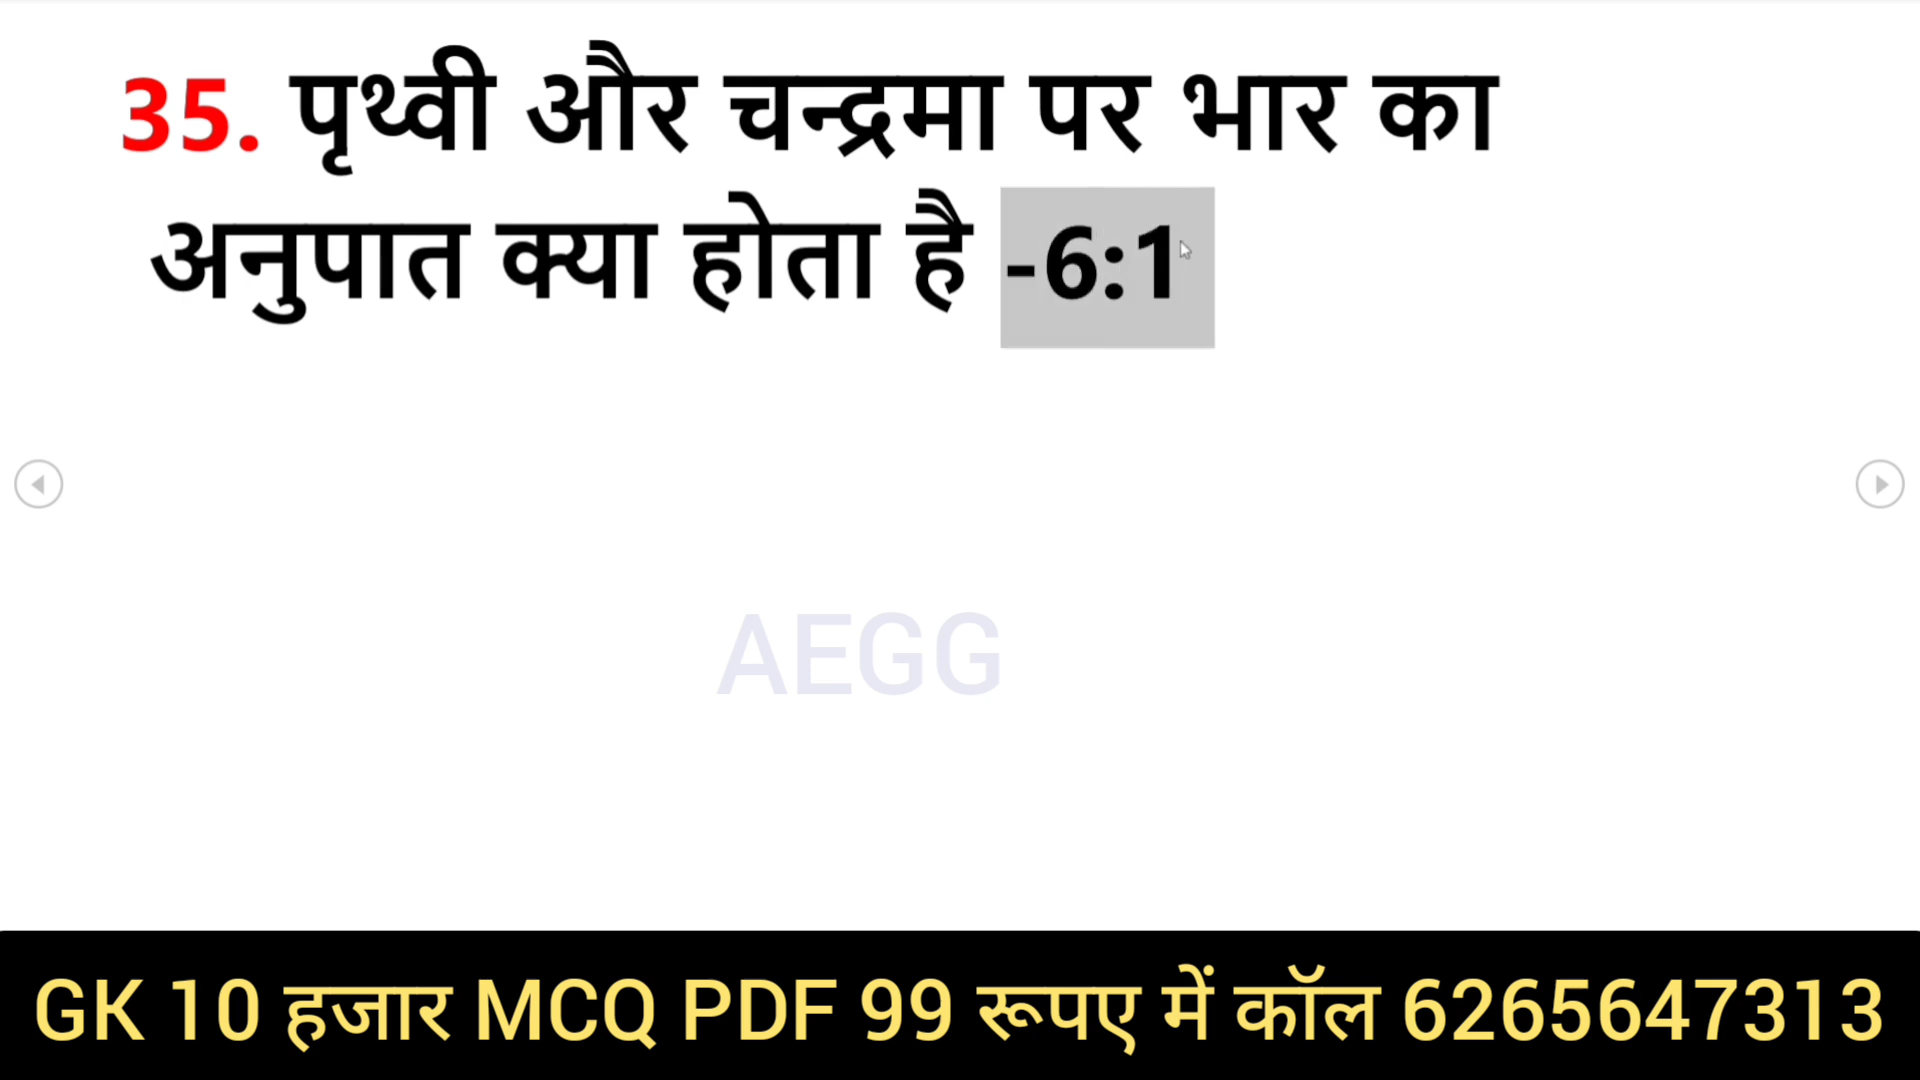 35. पृथ्वी और चन्द्रमा पर भार का
अनुपात क्या होता है -6:1
AEGG
GK 10 हजार MCQ PDF 99 रूपए में कॉल 6265647313